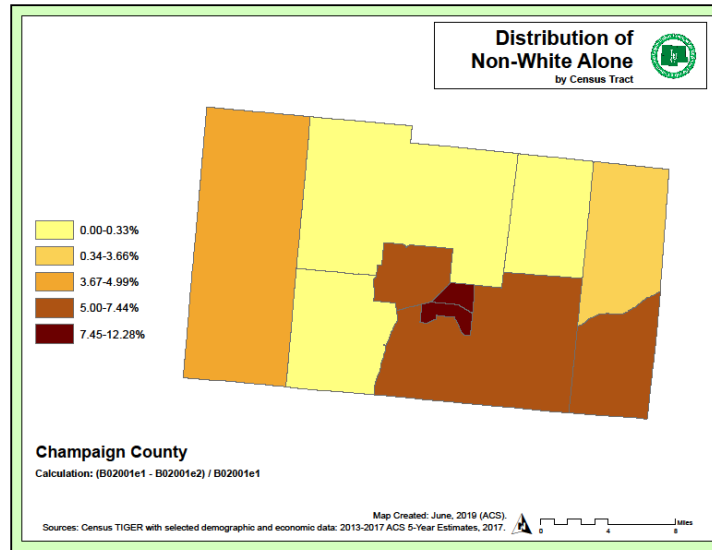 Distribution of
Non-White Alone
by Census Tract
0.00-0.33%
0.34-3.66%
3.67-4.99%
5.00-7.44%
7.45-12.28%
Champaign County
Calculation: (B02001e1 - B02001e2) / B02001e1
Map Created: June, 2019 (ACS).
Sources: Census TIGER with selected demographic and economic data: 2013-2017 ACS 5-Year Estimates, 2017.
0 4 8 Miles